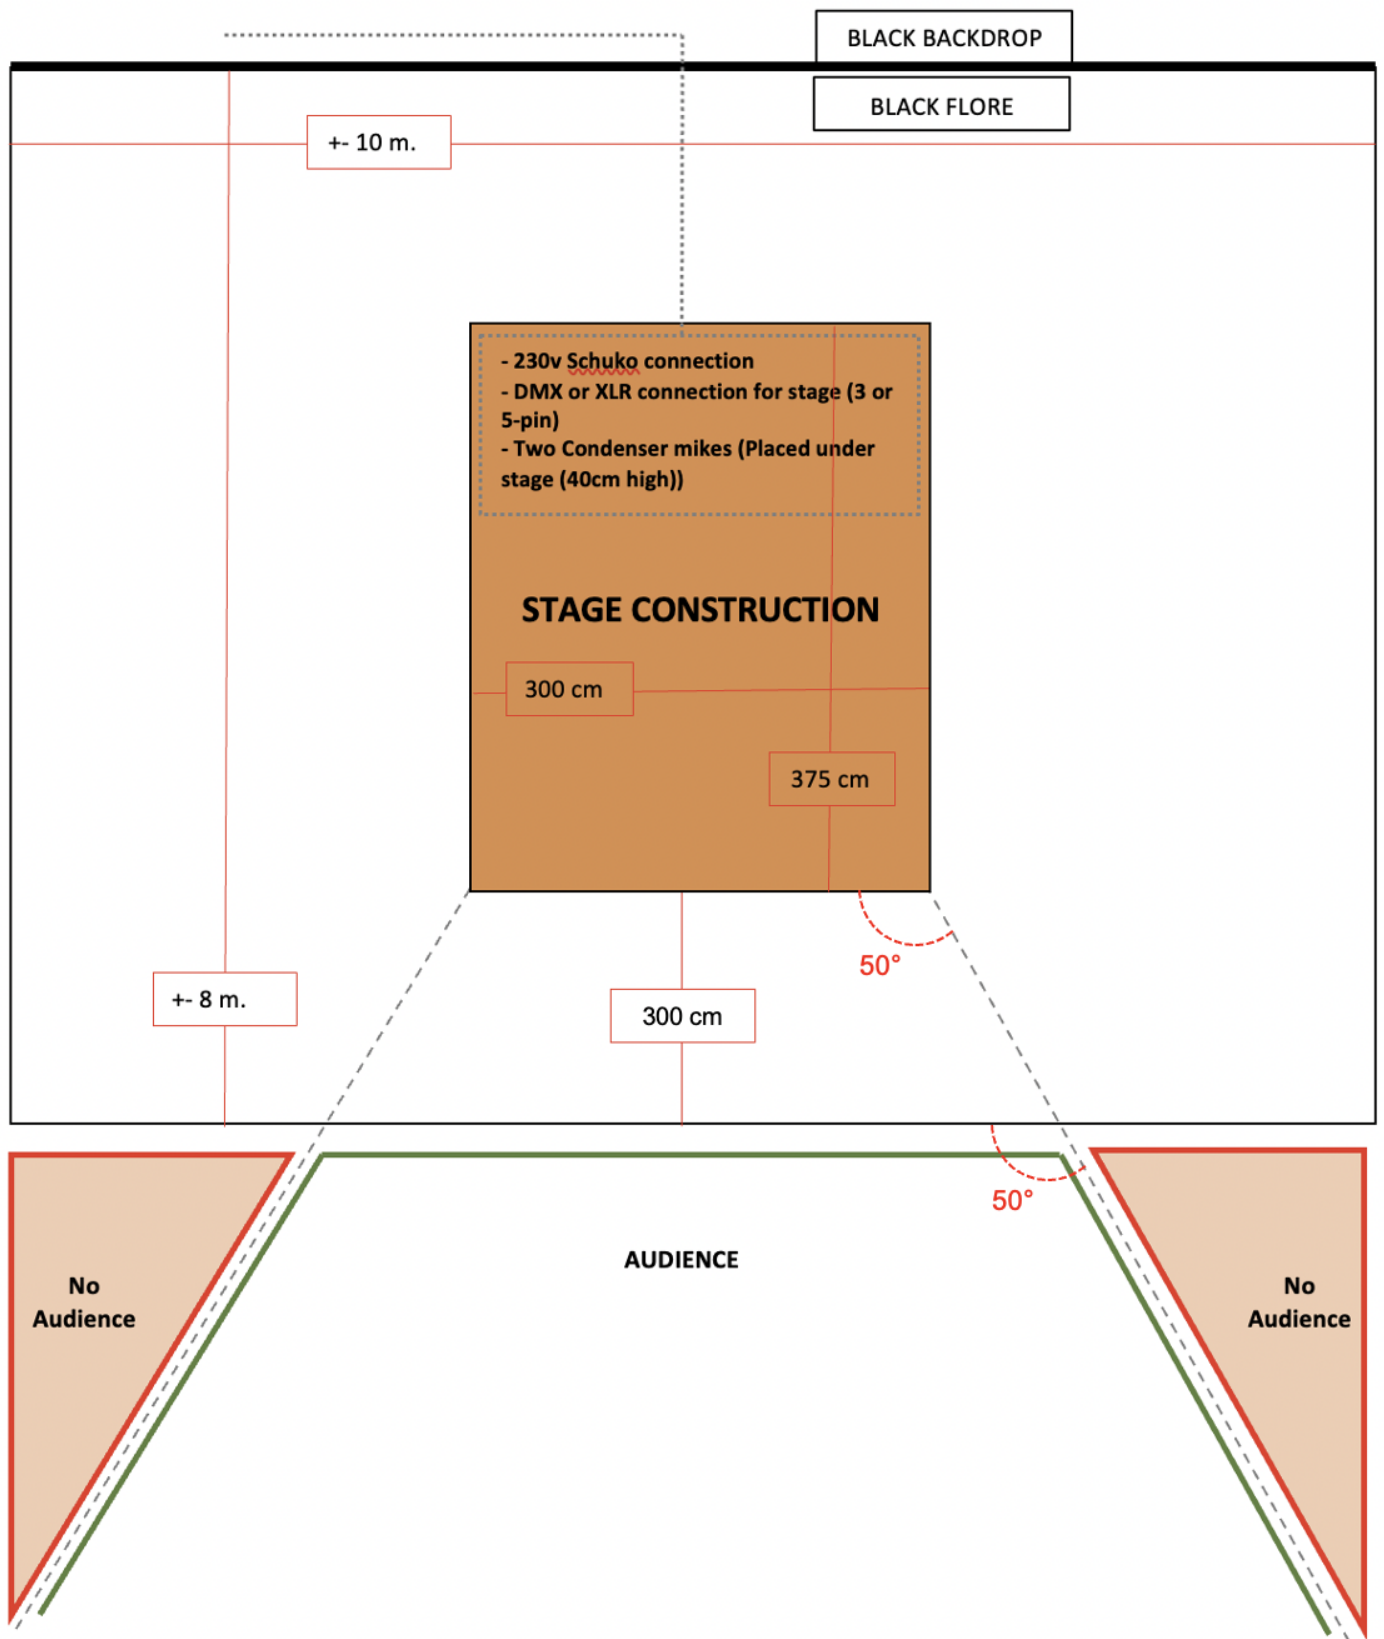 BLACK BACKDROP
BLACK FLORE
+- 10 m.
- 230v Schuko connection
- DMX or XLR connection for stage (3 or
5-pin)
- Two Condenser mikes (Placed under
stage (40cm high))
STAGE CONSTRUCTION
300 cm
375 cm
50°
+- 8 m.
300 cm
50°
AUDIENCE
No
Audience
No
Audience